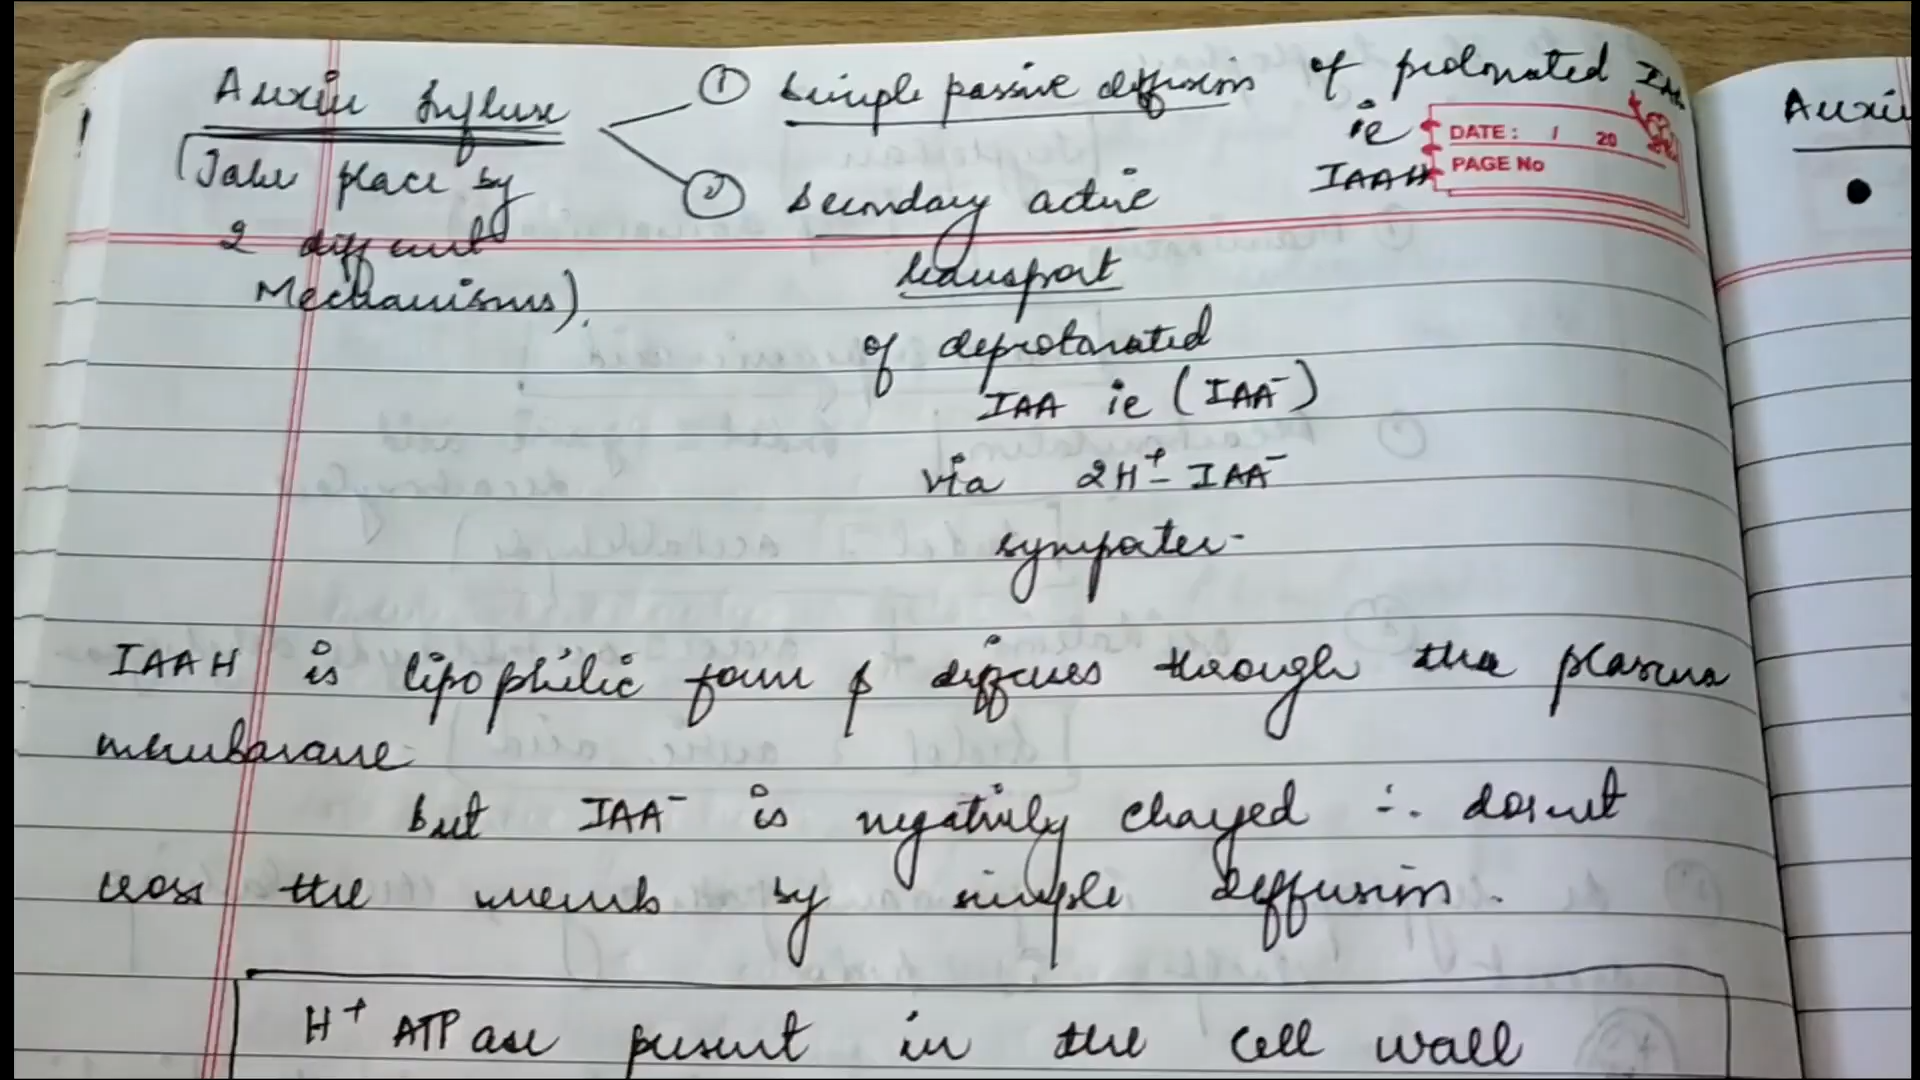 Auxin Influx
(Take place by
2 different
Mechanisms).
① Simple passive diffusion of protonated IAA
ie
IAAH
② Secondary active
transport
of deprotonated
IAA ie (IAA⁻)
via 2H⁺- IAA⁻
symporter.
DATE: / 20
PAGE No
IAAH is lipophilic form & diffuses through the plasma
membrane.
but IAA⁻ is negatively charged ∴ doesn't
cross the memb by simple diffusion.
H⁺ ATPase present in the cell wall